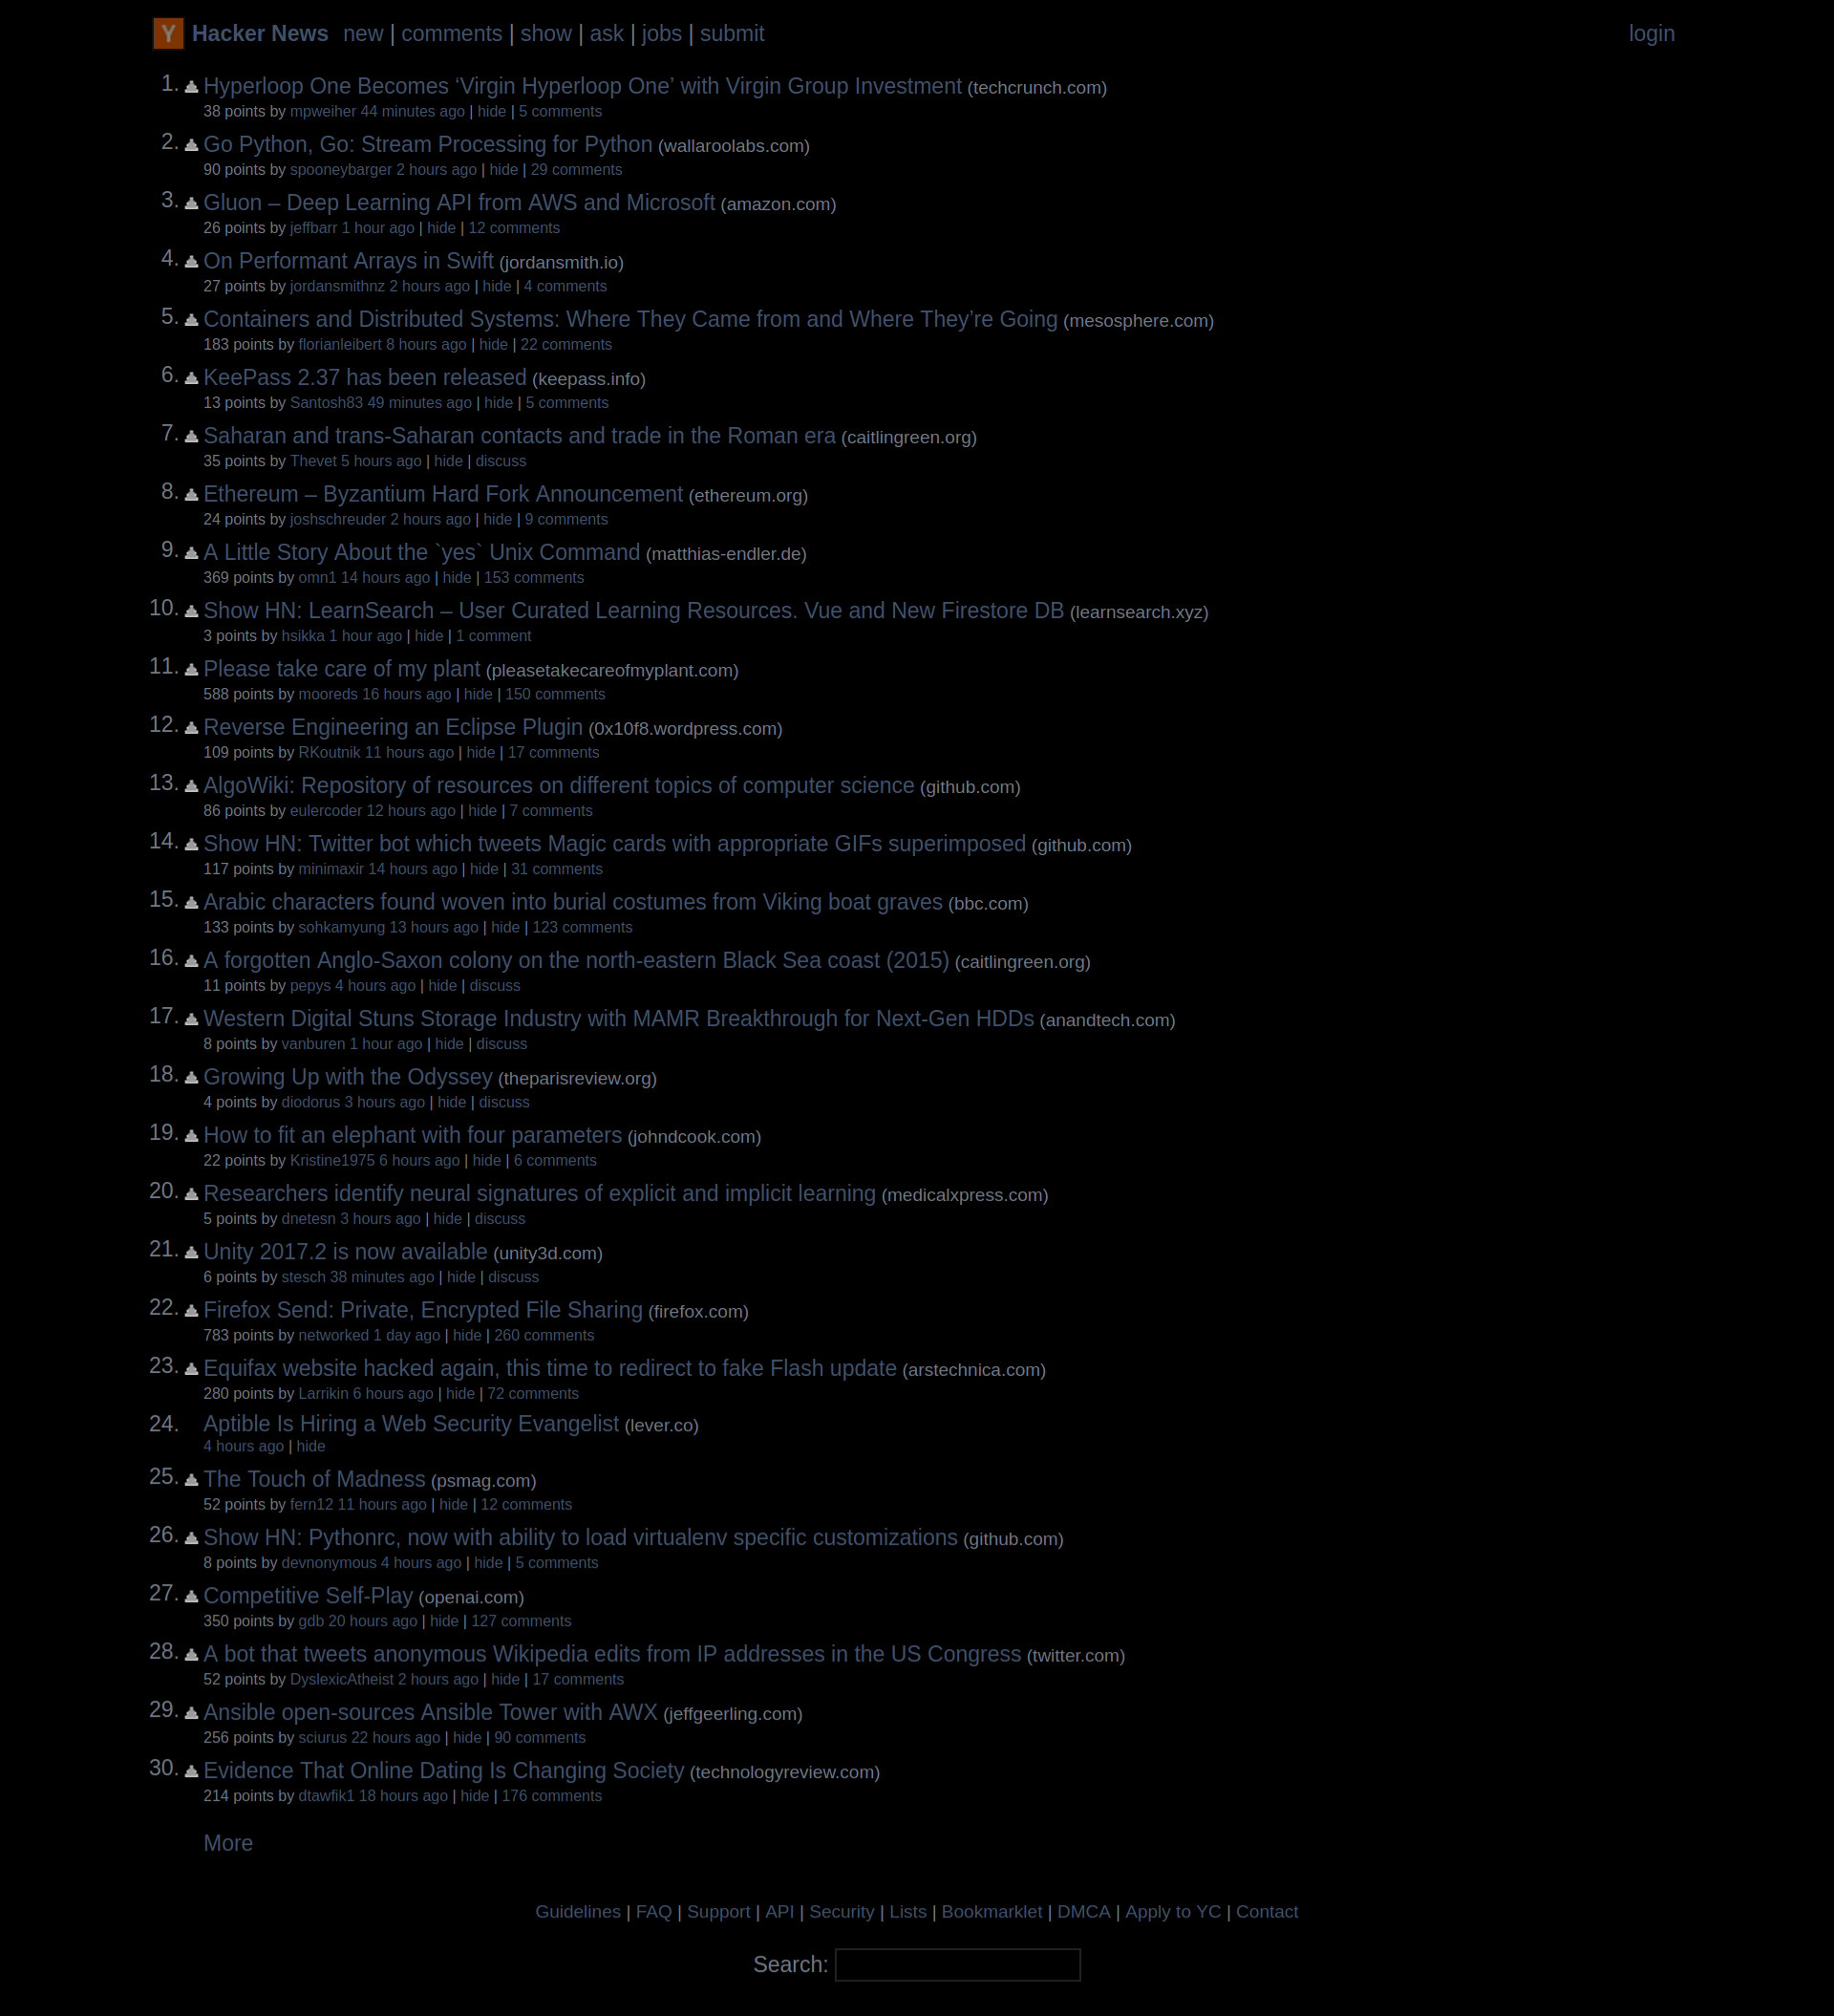 Y Hacker News new | comments | show | ask | jobs | submit login
1. Hyperloop One Becomes ‘Virgin Hyperloop One’ with Virgin Group Investment (techcrunch.com)
38 points by mpweiher 44 minutes ago | hide | 5 comments
2. Go Python, Go: Stream Processing for Python (wallaroolabs.com)
90 points by spooneybarger 2 hours ago | hide | 29 comments
3. Gluon – Deep Learning API from AWS and Microsoft (amazon.com)
26 points by jeffbarr 1 hour ago | hide | 12 comments
4. On Performant Arrays in Swift (jordansmith.io)
27 points by jordansmithnz 2 hours ago | hide | 4 comments
5. Containers and Distributed Systems: Where They Came from and Where They’re Going (mesosphere.com)
183 points by florianleibert 8 hours ago | hide | 22 comments
6. KeePass 2.37 has been released (keepass.info)
13 points by Santosh83 49 minutes ago | hide | 5 comments
7. Saharan and trans-Saharan contacts and trade in the Roman era (caitlingreen.org)
35 points by Thevet 5 hours ago | hide | discuss
8. Ethereum – Byzantium Hard Fork Announcement (ethereum.org)
24 points by joshschreuder 2 hours ago | hide | 9 comments
9. A Little Story About the `yes` Unix Command (matthias-endler.de)
369 points by omn1 14 hours ago | hide | 153 comments
10. Show HN: LearnSearch – User Curated Learning Resources. Vue and New Firestore DB (learnsearch.xyz)
3 points by hsikka 1 hour ago | hide | 1 comment
11. Please take care of my plant (pleasetakecareofmyplant.com)
588 points by mooreds 16 hours ago | hide | 150 comments
12. Reverse Engineering an Eclipse Plugin (0x10f8.wordpress.com)
109 points by RKoutnik 11 hours ago | hide | 17 comments
13. AlgoWiki: Repository of resources on different topics of computer science (github.com)
86 points by eulercoder 12 hours ago | hide | 7 comments
14. Show HN: Twitter bot which tweets Magic cards with appropriate GIFs superimposed (github.com)
117 points by minimaxir 14 hours ago | hide | 31 comments
15. Arabic characters found woven into burial costumes from Viking boat graves (bbc.com)
133 points by sohkamyung 13 hours ago | hide | 123 comments
16. A forgotten Anglo-Saxon colony on the north-eastern Black Sea coast (2015) (caitlingreen.org)
11 points by pepys 4 hours ago | hide | discuss
17. Western Digital Stuns Storage Industry with MAMR Breakthrough for Next-Gen HDDs (anandtech.com)
8 points by vanburen 1 hour ago | hide | discuss
18. Growing Up with the Odyssey (theparisreview.org)
4 points by diodorus 3 hours ago | hide | discuss
19. How to fit an elephant with four parameters (johndcook.com)
22 points by Kristine1975 6 hours ago | hide | 6 comments
20. Researchers identify neural signatures of explicit and implicit learning (medicalxpress.com)
5 points by dnetesn 3 hours ago | hide | discuss
21. Unity 2017.2 is now available (unity3d.com)
6 points by stesch 38 minutes ago | hide | discuss
22. Firefox Send: Private, Encrypted File Sharing (firefox.com)
783 points by networked 1 day ago | hide | 260 comments
23. Equifax website hacked again, this time to redirect to fake Flash update (arstechnica.com)
280 points by Larrikin 6 hours ago | hide | 72 comments
24. Aptible Is Hiring a Web Security Evangelist (lever.co)
4 hours ago | hide
25. The Touch of Madness (psmag.com)
52 points by fern12 11 hours ago | hide | 12 comments
26. Show HN: Pythonrc, now with ability to load virtualenv specific customizations (github.com)
8 points by devnonymous 4 hours ago | hide | 5 comments
27. Competitive Self-Play (openai.com)
350 points by gdb 20 hours ago | hide | 127 comments
28. A bot that tweets anonymous Wikipedia edits from IP addresses in the US Congress (twitter.com)
52 points by DyslexicAtheist 2 hours ago | hide | 17 comments
29. Ansible open-sources Ansible Tower with AWX (jeffgeerling.com)
256 points by sciurus 22 hours ago | hide | 90 comments
30. Evidence That Online Dating Is Changing Society (technologyreview.com)
214 points by dtawfik1 18 hours ago | hide | 176 comments
More
Guidelines | FAQ | Support | API | Security | Lists | Bookmarklet | DMCA | Apply to YC | Contact
Search: